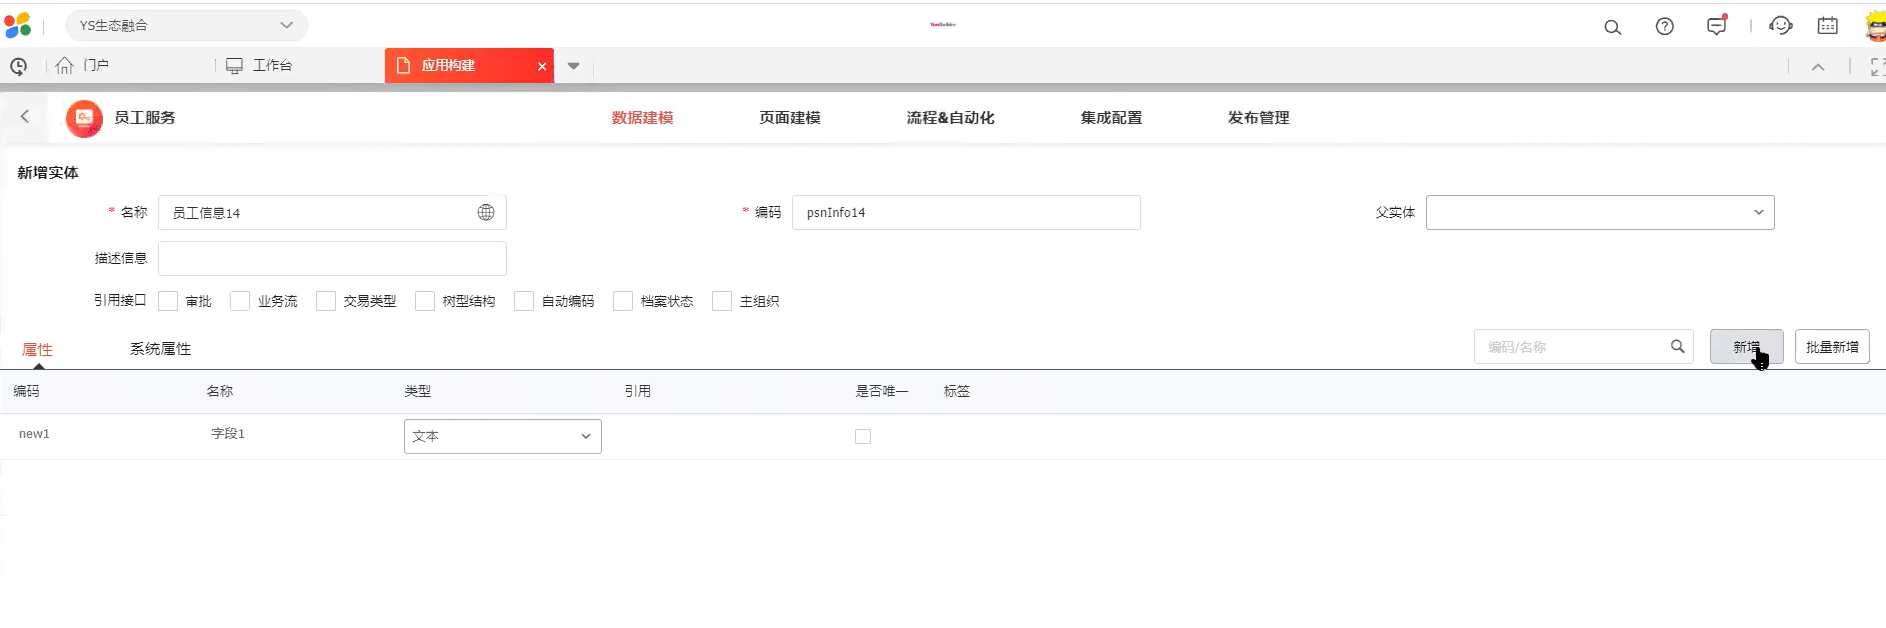 YS生态融合
门户
工作台
应用构建
员工服务
数据建模
页面建模
流程&自动化
集成配置
发布管理
新增实体
* 名称
员工信息14
* 编码
psnInfo14
父实体
描述信息
引用接口
审批
业务流
交易类型
树型结构
自动编码
档案状态
主组织
属性
系统属性
编码/名称
新增
批量新增
编码
名称
类型
引用
是否唯一
标签
new1
字段1
文本